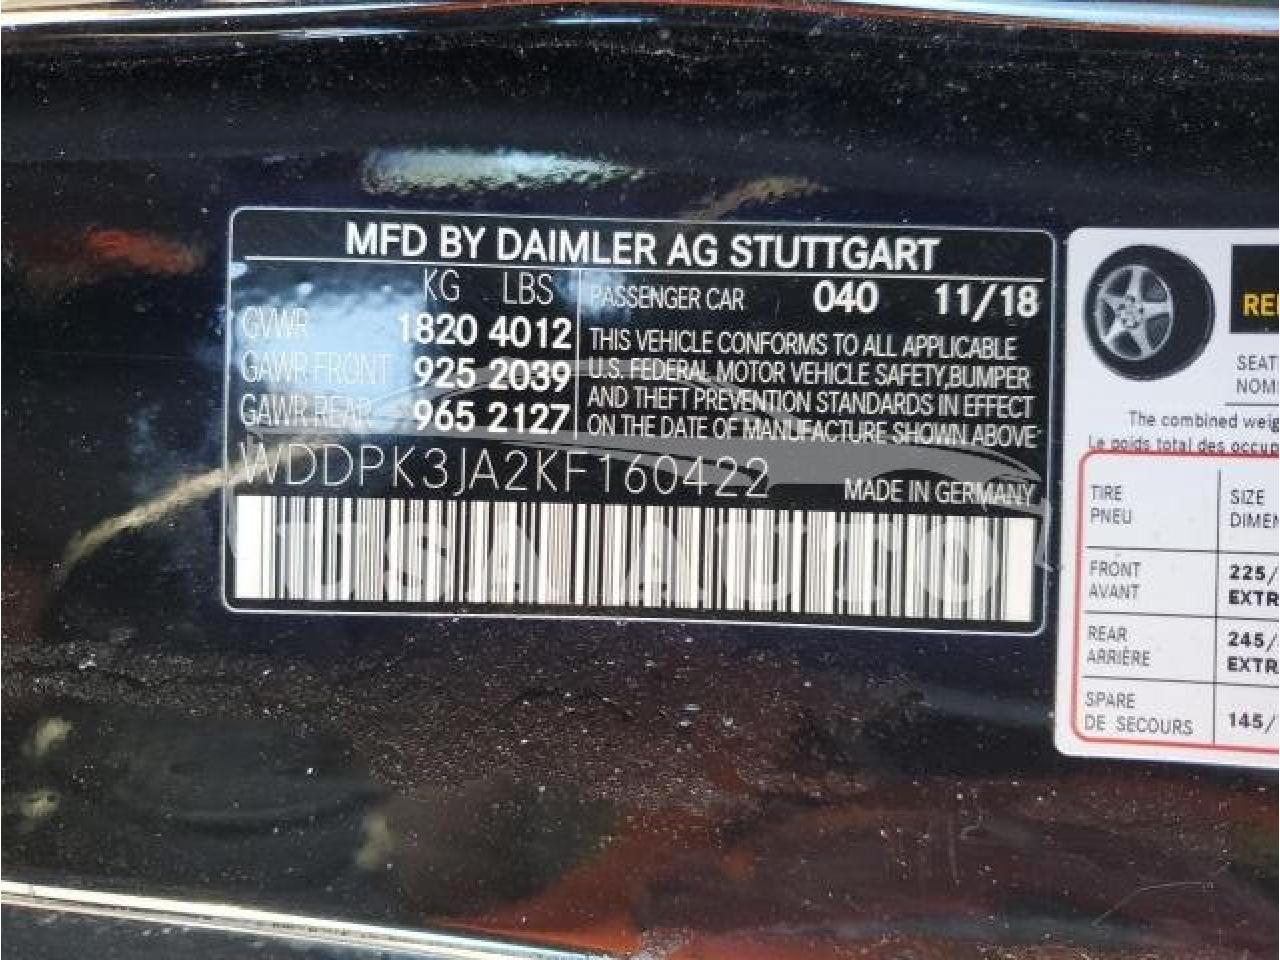 MFD BY DAIMLER AG STUTTGART
KG LBS
GVWR 1820 4012
GAWR FRONT 925 2039
GAWR REAR 965 2127
PASSENGER CAR 040 11/18
THIS VEHICLE CONFORMS TO ALL APPLICABLE
U.S. FEDERAL MOTOR VEHICLE SAFETY,BUMPER
AND THEFT PREVENTION STANDARDS IN EFFECT
ON THE DATE OF MANUFACTURE SHOWN ABOVE
WDDPK3JA2KF160422
MADE IN GERMANY
USA AUTO
The combined
Le poids total des
TIRE
PNEU
SIZE
FRONT
AVANT
225/
REAR
ARRIÈRE
245/
SPARE
DE SECOURS
145/